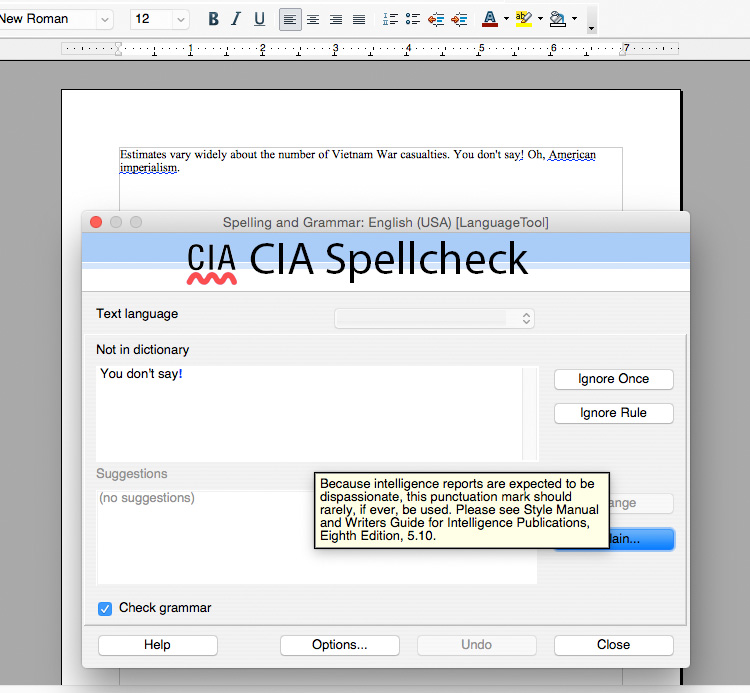 New Roman 12 B I U A
1 2 3 4 5 6 7
Estimates vary widely about the number of Vietnam War casualties. You don't say! Oh, American
imperialism.
Spelling and Grammar: English (USA) [LanguageTool]
CIA CIA Spellcheck
Text language
Not in dictionary
You don't say!
Ignore Once
Ignore Rule
Suggestions
(no suggestions)
Because intelligence reports are expected to be
dispassionate, this punctuation mark should
rarely, if ever, be used. Please see Style Manual
and Writers Guide for Intelligence Publications,
Eighth Edition, 5.10.
Check grammar
Help Options... Undo Close